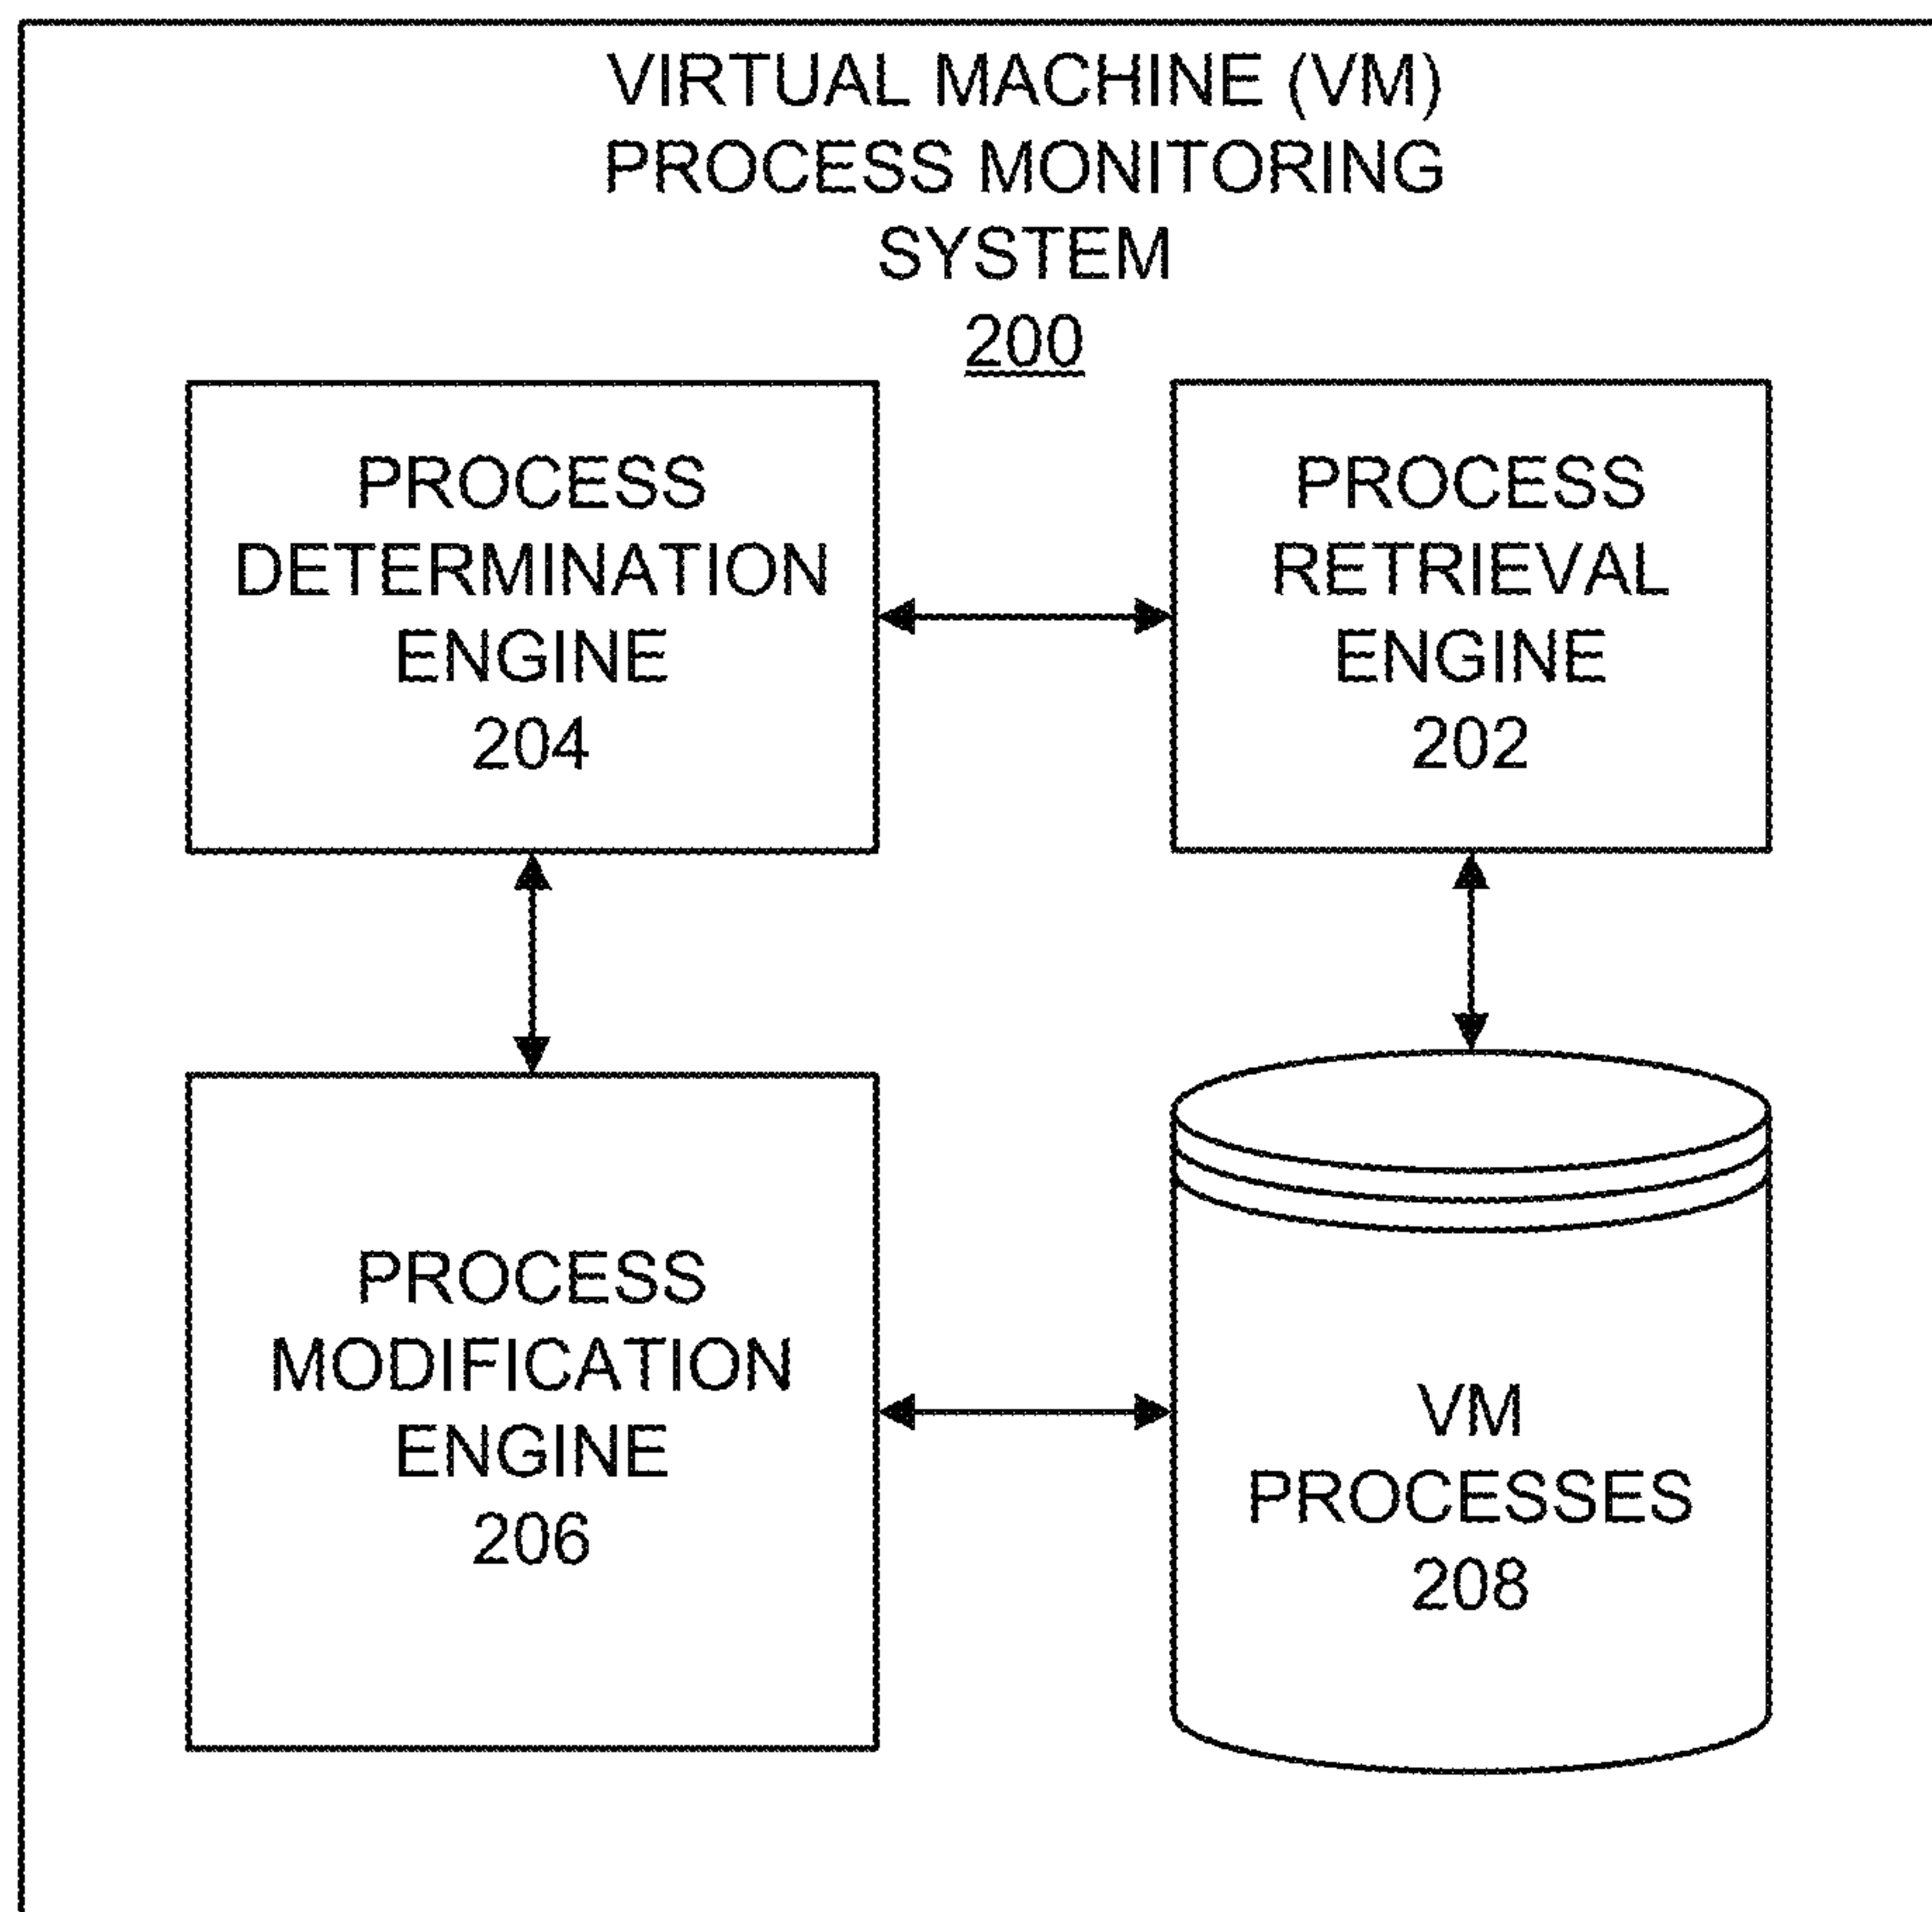 VIRTUAL MACHINE (VM)
PROCESS MONITORING
SYSTEM
200
PROCESS
DETERMINATION
ENGINE
204
PROCESS
RETRIEVAL
ENGINE
202
PROCESS
MODIFICATION
ENGINE
206
VM
PROCESSES
208